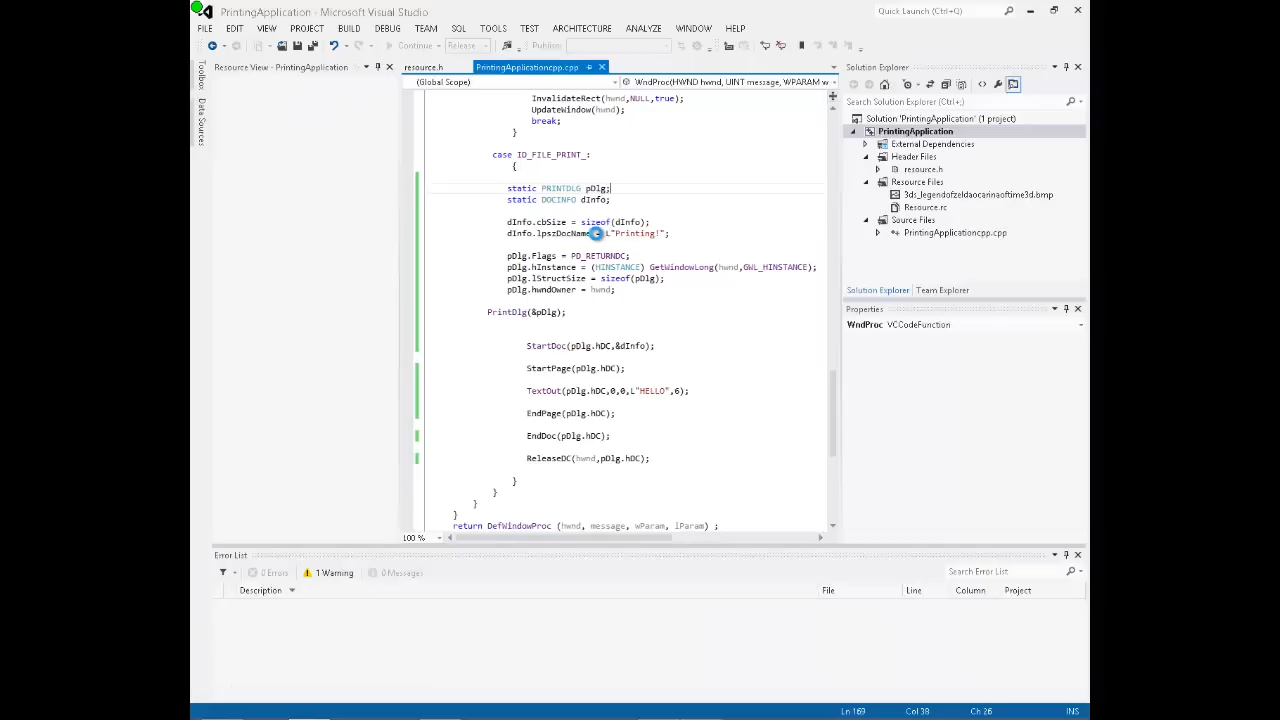 PrintingApplication - Microsoft Visual Studio
Quick Launch (Ctrl+Q)
FILE EDIT VIEW PROJECT BUILD DEBUG TEAM SQL TOOLS TEST ARCHITECTURE ANALYZE WINDOW HELP
Continue Release
Toolbox
Data Sources
Resource View - PrintingApplication
resource.h
PrintingApplicationcpp.cpp
(Global Scope)
WndProc(HWND hwnd, UINT message, WPARAM w
InvalidateRect(hwnd,NULL,true);
UpdateWindow(hwnd);
break;
}
case ID_FILE_PRINT_:
{
static PRINTDLG pDlg;
static DOCINFO dInfo;
dInfo.cbSize = sizeof(dInfo);
dInfo.lpszDocName L"Printing!";
pDlg.Flags = PD_RETURNDC;
pDlg.hInstance = (HINSTANCE) GetWindowLong(hwnd,GWL_HINSTANCE);
pDlg.lStructSize = sizeof(pDlg);
pDlg.hwndOwner = hwnd;
PrintDlg(&pDlg);
StartDoc(pDlg.hDC,&dInfo);
StartPage(pDlg.hDC);
TextOut(pDlg.hDC,0,0,L"HELLO",6);
EndPage(pDlg.hDC);
EndDoc(pDlg.hDC);
ReleaseDC(hwnd,pDlg.hDC);
}
}
}
}
return DefWindowProc (hwnd, message, wParam, lParam) ;
100 %
Solution Explorer
Search Solution Explorer (Ctrl+;)
Solution 'PrintingApplication' (1 project)
PrintingApplication
External Dependencies
Header Files
resource.h
Resource Files
3ds_legendofzeldaocarinaoftime3d.bmp
Resource.rc
Source Files
PrintingApplicationcpp.cpp
Solution Explorer Team Explorer
Properties
WndProc VCCodeFunction
Error List
0 Errors 1 Warning 0 Messages
Search Error List
Description File Line Column Project
Ln 169 Col 38 Ch 26 INS